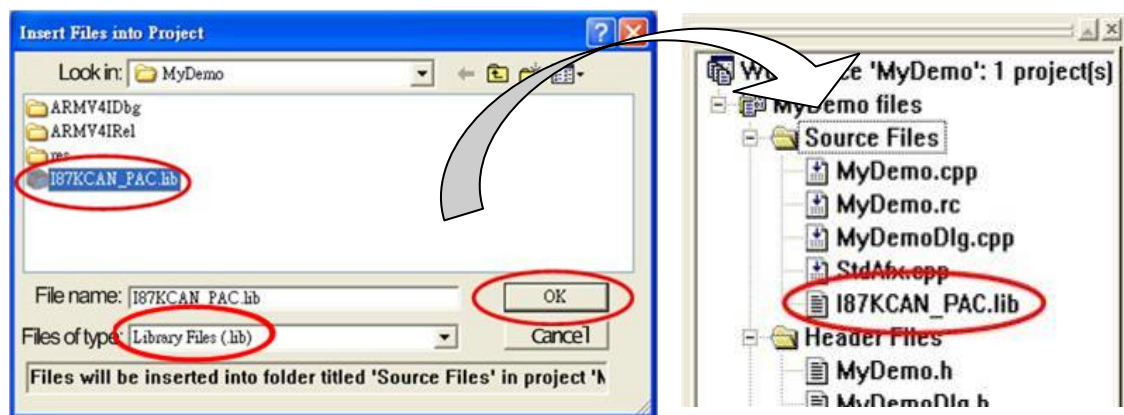 Insert Files into Project
Look in: MyDemo
ARMV4IDbg
ARMV4IRel
res
I87KCAN_PAC.lib
File name: I87KCAN_PAC.lib
OK
Files of type: Library Files (.lib)
Cancel
Files will be inserted into folder titled 'Source Files' in project 'M
'MyDemo': 1 project(s)
MyDemo files
Source Files
MyDemo.cpp
MyDemo.rc
MyDemoDlg.cpp
StdAfx.cpp
I87KCAN_PAC.lib
Header Files
MyDemo.h
MyDemoDlg.h